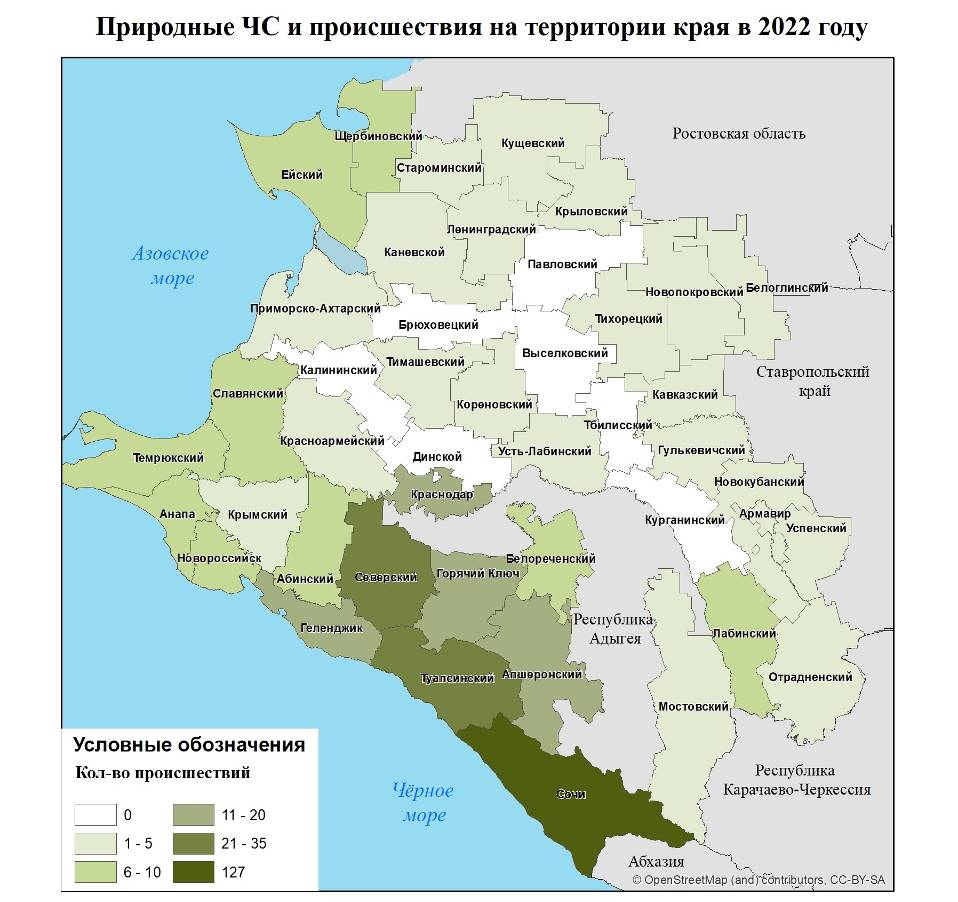 Природные ЧС и происшествия на территории края в 2022 году
Щербиновский
Ростовская область
Кущевский
Староминский
Ейский
Крыловский
Ленинградский
Каневской
Азовское
море
Павловский
Новопокровский
Белоглинский
Приморско-Ахтарский
Брюховецкий
Тихорецкий
Выселковский
Тимашевский
Калининский
Ставропольский
край
Славянский
Кавказский
Кореновский
Тбилисский
Красноармейский
Усть-Лабинский
Гулькевичский
Динской
Темрюкский
Новокубанский
Краснодар
Анапа
Крымский
Армавир
Курганинский
Успенский
Новороссийск
Белореченский
Абинский
Северский
Горячий Ключ
Республика
Адыгея
Геленджик
Лабинский
Туапсинский
Апшеронский
Отрадненский
Мостовский
Условные обозначения
Кол-во происшествий
0
11 - 20
1 - 5
21 - 35
6 - 10
127
Чёрное
море
Сочи
Республика
Карачаево-Черкессия
Абхазия
© OpenStreetMap (and) contributors, CC-BY-SA